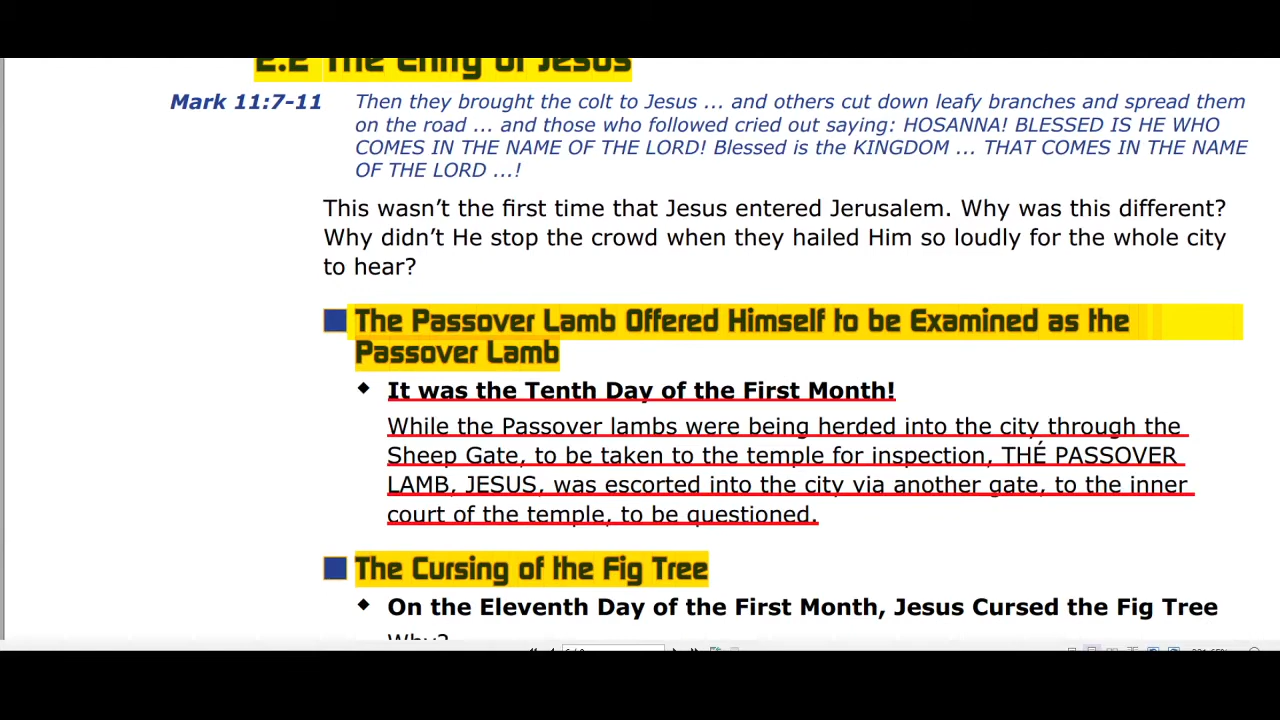 2.2 The Entry of Jesus
Mark 11:7-11 Then they brought the colt to Jesus ... and others cut down leafy branches and spread them
on the road ... and those who followed cried out saying: HOSANNA! BLESSED IS HE WHO
COMES IN THE NAME OF THE LORD! Blessed is the KINGDOM ... THAT COMES IN THE NAME
OF THE LORD ...!
This wasn’t the first time that Jesus entered Jerusalem. Why was this different?
Why didn’t He stop the crowd when they hailed Him so loudly for the whole city
to hear?
The Passover Lamb Offered Himself to be Examined as the
Passover Lamb
It was the Tenth Day of the First Month!
While the Passover lambs were being herded into the city through the
Sheep Gate, to be taken to the temple for inspection, THÉ PASSOVER
LAMB, JESUS, was escorted into the city via another gate, to the inner
court of the temple, to be questioned.
The Cursing of the Fig Tree
On the Eleventh Day of the First Month, Jesus Cursed the Fig Tree
Why?